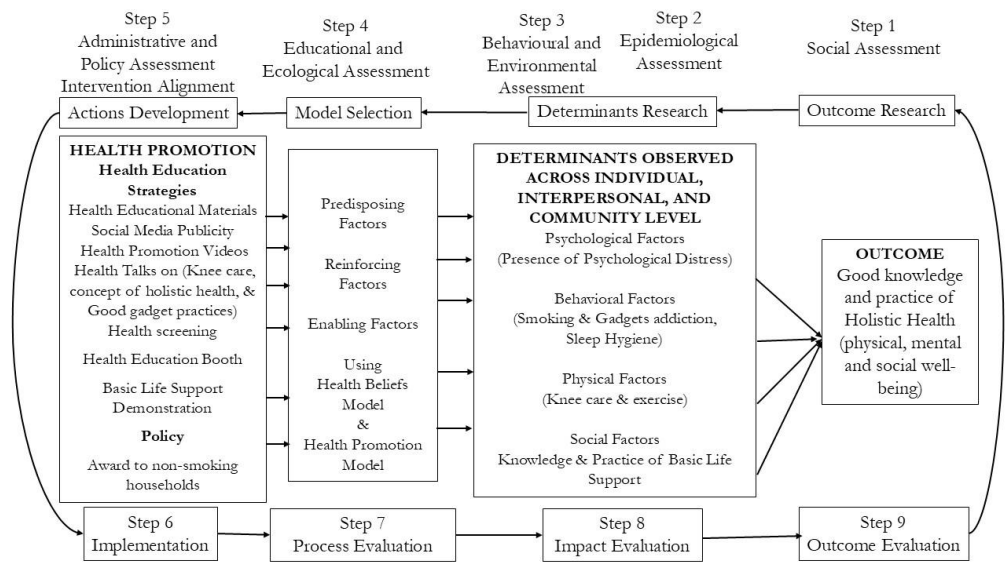 Step 5
Administrative and
Policy Assessment
Intervention Alignment
Step 4
Educational and
Ecological Assessment
Step 3
Behavioural and
Environmental
Assessment
Step 2
Epidemiological
Assessment
Step 1
Social Assessment
Actions Development
Model Selection
Determinants Research
Outcome Research
HEALTH PROMOTION
Health Education
Strategies
Health Educational Materials
Social Media Publicity
Health Promotion Videos
Health Talks on (Knee care,
concept of holistic health, &
Good gadget practices)
Health screening
Health Education Booth
Basic Life Support
Demonstration
Policy
Award to non-smoking
households
Predisposing
Factors
Reinforcing
Factors
Enabling Factors
Using
Health Beliefs
Model
&
Health Promotion
Model
DETERMINANTS OBSERVED
ACROSS INDIVIDUAL,
INTERPERSONAL, AND
COMMUNITY LEVEL
Psychological Factors
(Presence of Psychological Distress)
Behavioral Factors
(Smoking & Gadgets addiction,
Sleep Hygiene)
Physical Factors
(Knee care & exercise)
Social Factors
Knowledge & Practice of Basic Life
Support
OUTCOME
Good knowledge
and practice of
Holistic Health
(physical, mental
and social well-
being)
Step 6
Implementation
Step 7
Process Evaluation
Step 8
Impact Evaluation
Step 9
Outcome Evaluation